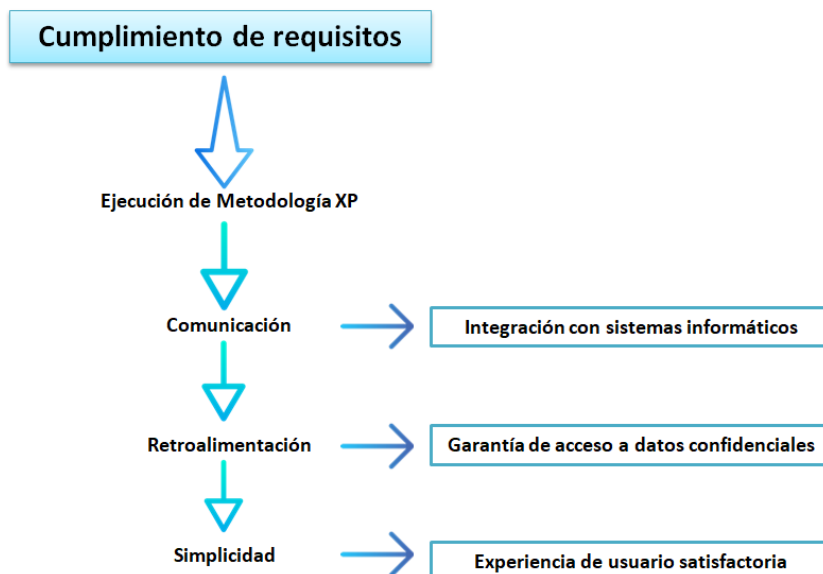 Cumplimiento de requisitos
Ejecución de Metodología XP
Comunicación
Integración con sistemas informáticos
Retroalimentación
Garantía de acceso a datos confidenciales
Simplicidad
Experiencia de usuario satisfactoria